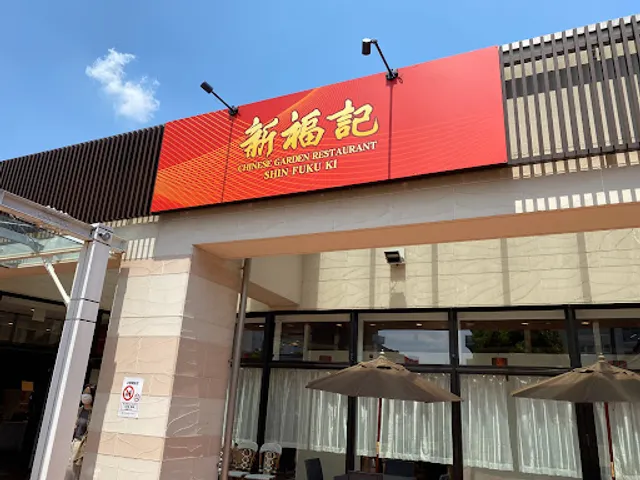 新福記
CHINESE GARDEN RESTAURANT
SHIN FUKU KI